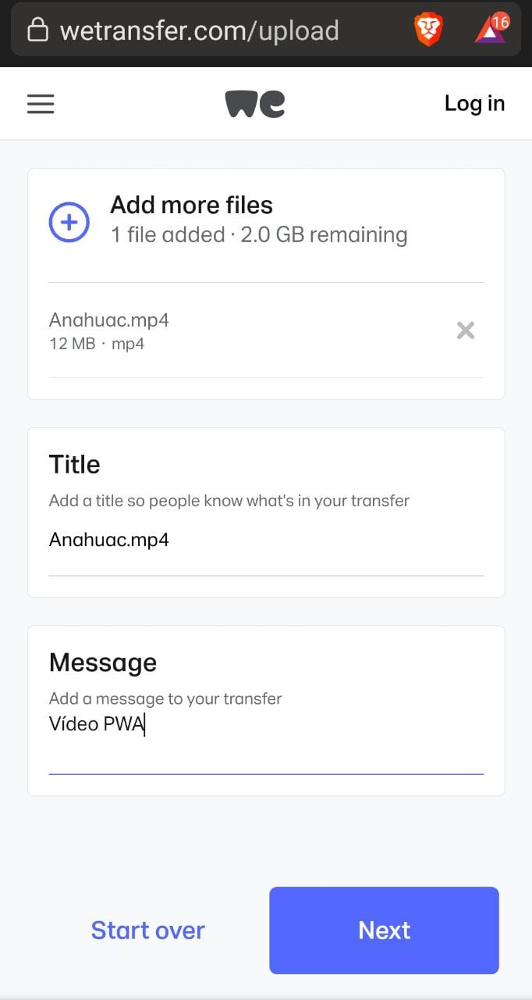 wetransfer.com/upload
16
we
Log in
Add more files
1 file added · 2.0 GB remaining
Anahuac.mp4
12 MB · mp4
Title
Add a title so people know what's in your transfer
Anahuac.mp4
Message
Add a message to your transfer
Vídeo PWA
Start over
Next